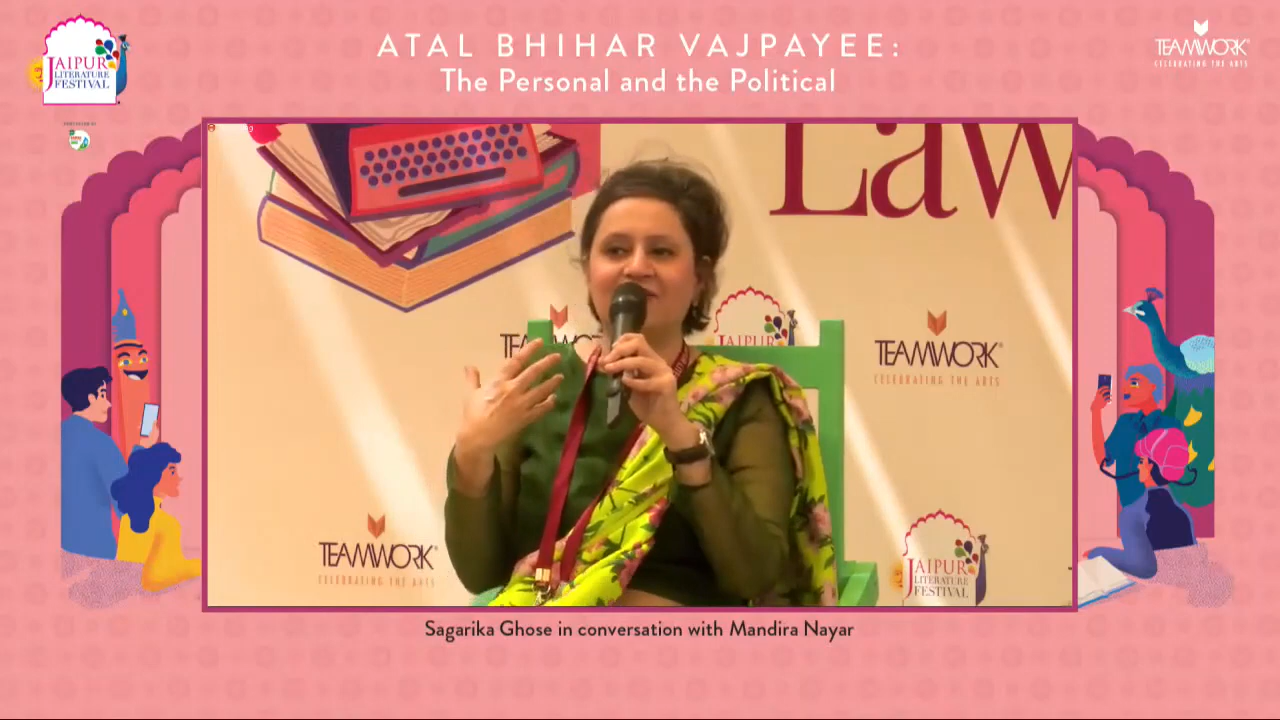 ATAL BHIHAR VAJPAYEE:
The Personal and the Political
JAIPUR
LITERATURE
FESTIVAL
TEAMWORK
CELEBRATING THE ARTS
Law
TEAMWORK
JAIPUR
TEAMWORK
CELEBRATING THE ARTS
TEAMWORK
CELEBRATING THE ARTS
JAIPUR
LITERATURE
FESTIVAL
Sagarika Ghose in conversation with Mandira Nayar